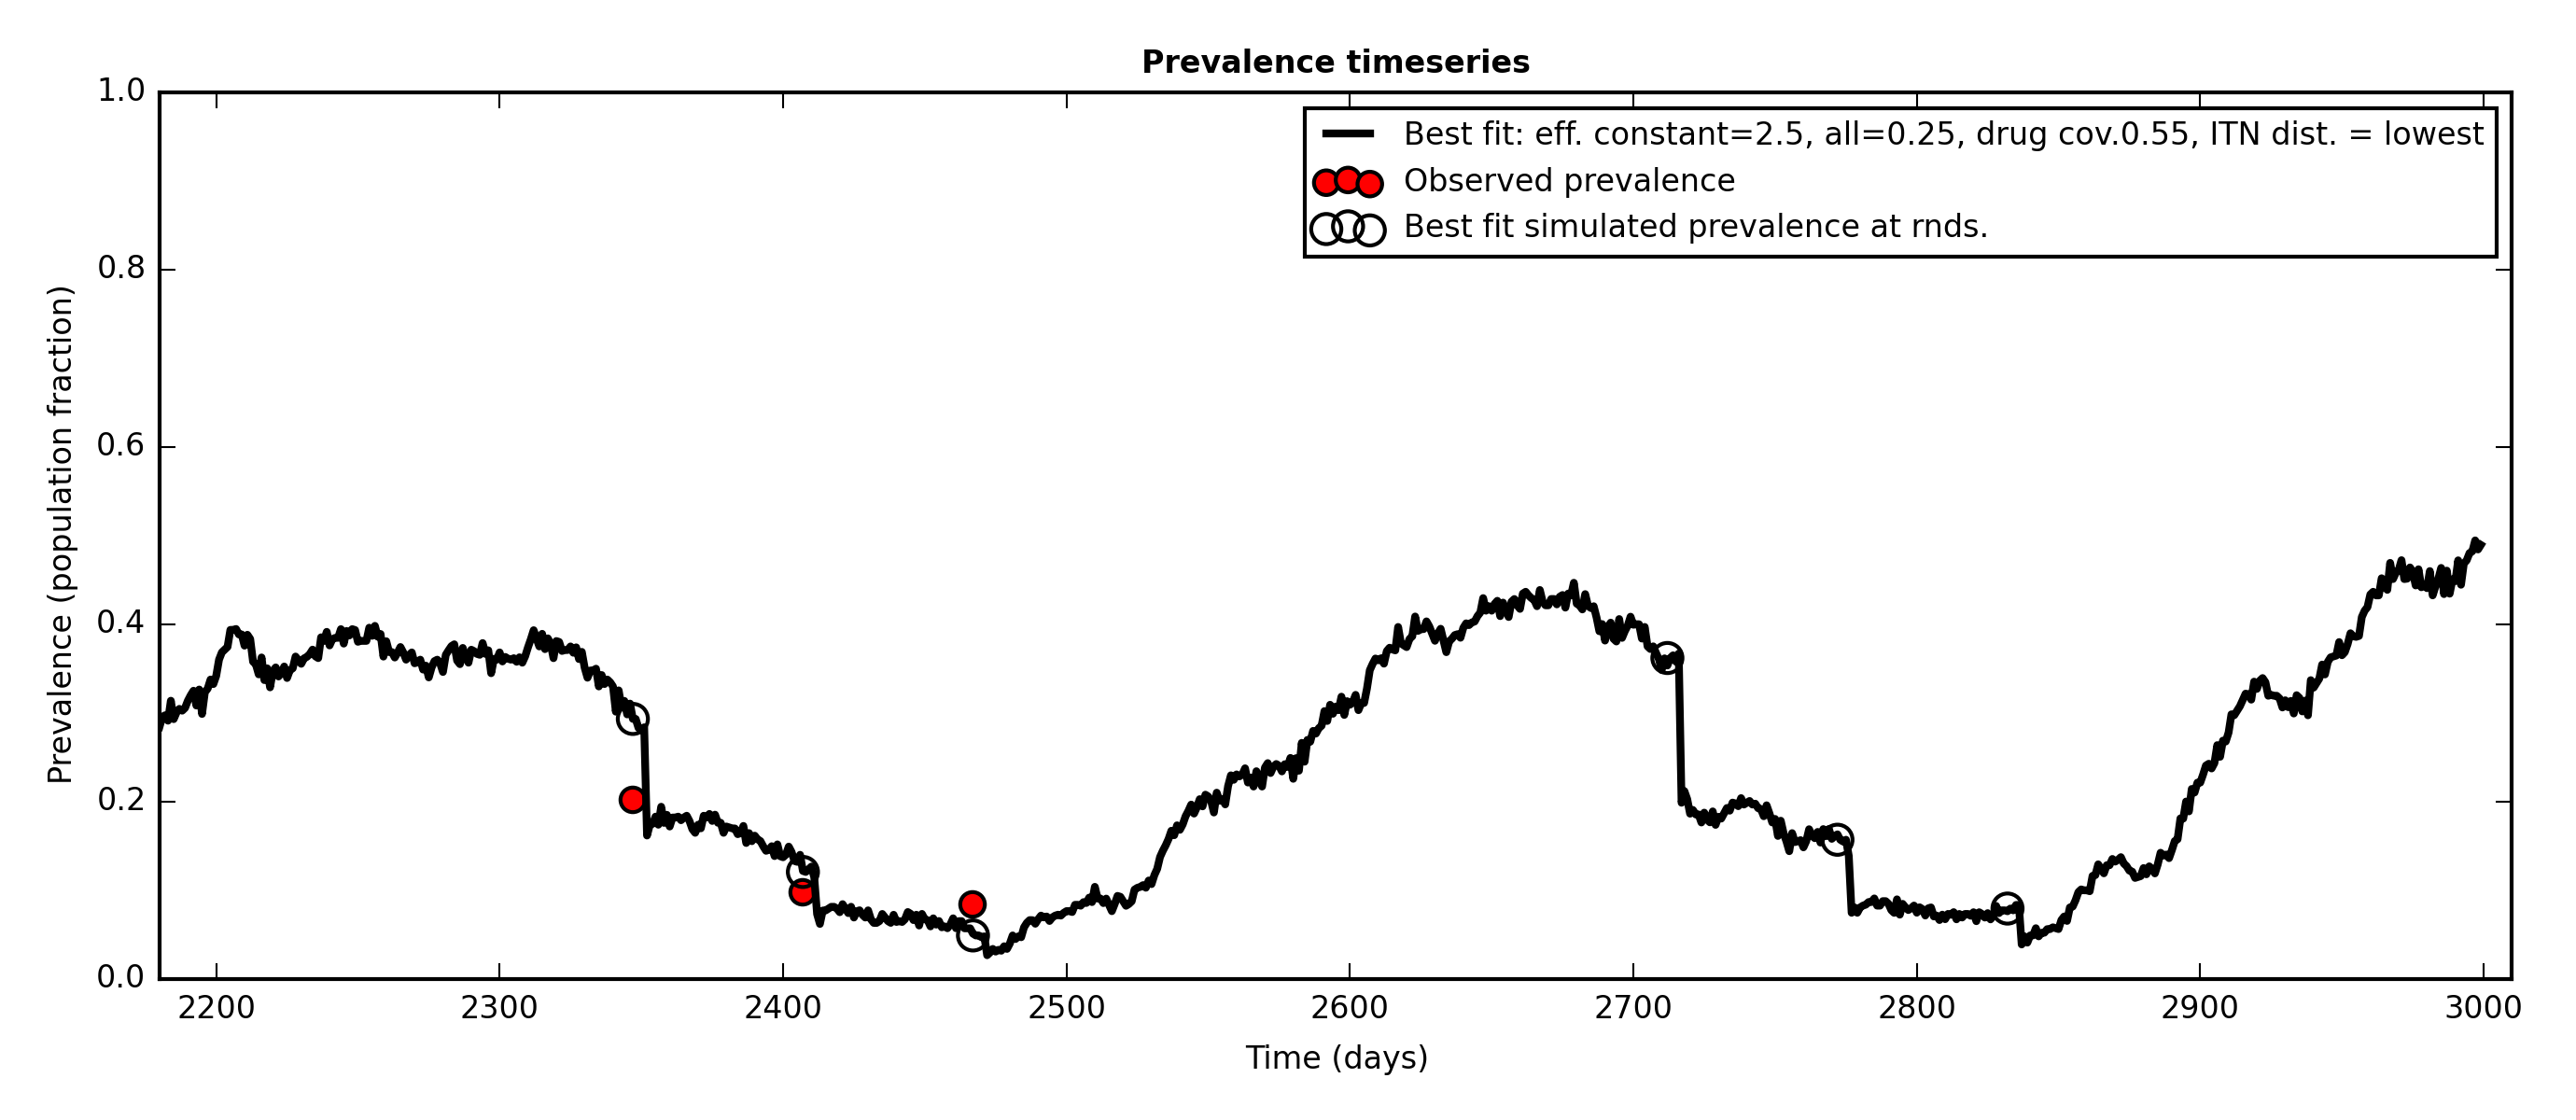 Prevalence timeseries
1.0
0.8
0.6
0.4
0.2
0.0
Prevalence (population fraction)
Best fit: eff. constant=2.5, all=0.25, drug cov.0.55, ITN dist. = lowest
Observed prevalence
Best fit simulated prevalence at rnds.
2200 2300 2400 2500 2600 2700 2800 2900 3000
Time (days)